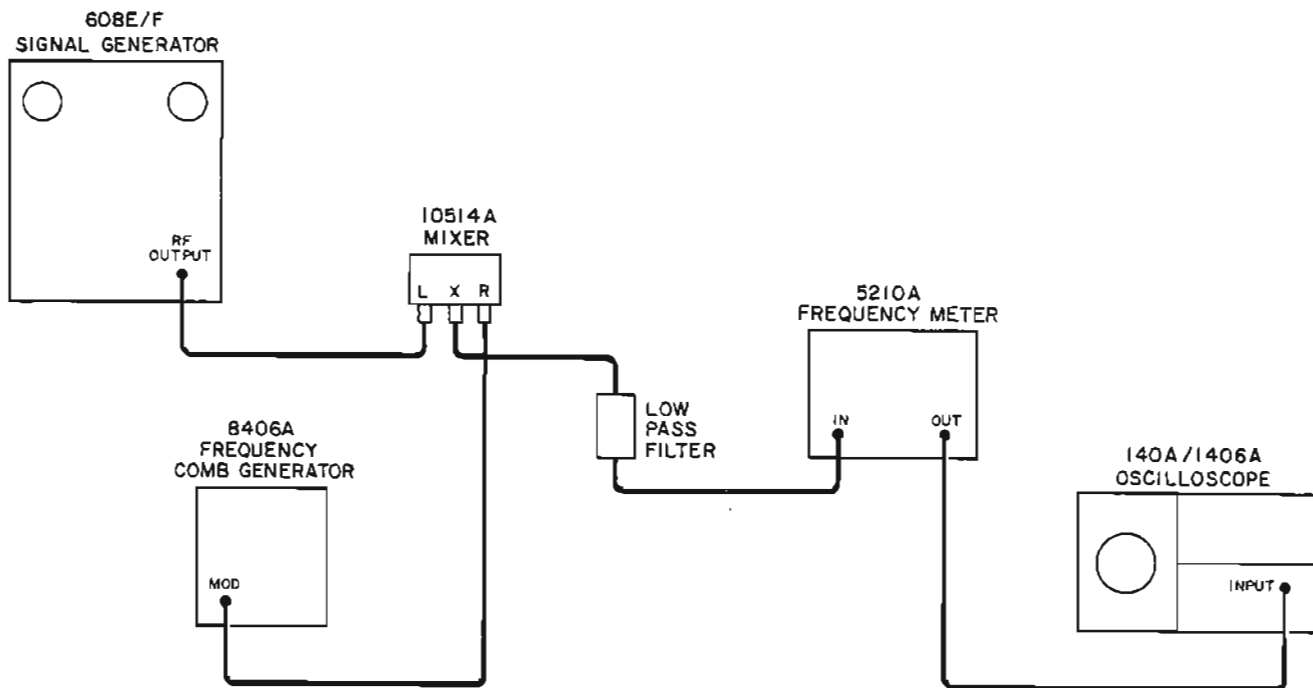 608E/F
SIGNAL GENERATOR
RF
OUTPUT
10514A
MIXER
L X R
8406A
FREQUENCY
COMB GENERATOR
MOD
LOW
PASS
FILTER
5210A
FREQUENCY METER
IN
OUT
140A/1406A
OSCILLOSCOPE
INPUT